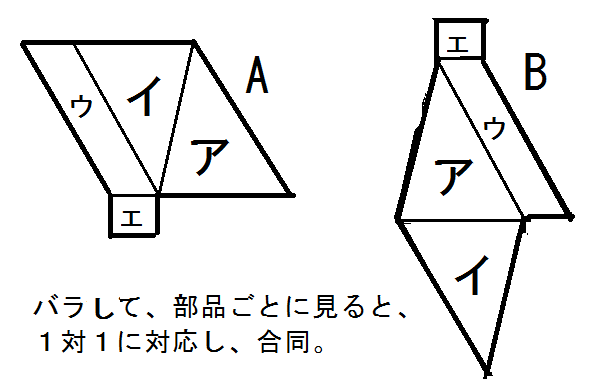 A
ウ
イ
ア
エ
B
エ
ウ
ア
イ
バラして、部品ごとに見ると、
１対１に対応し、合同。